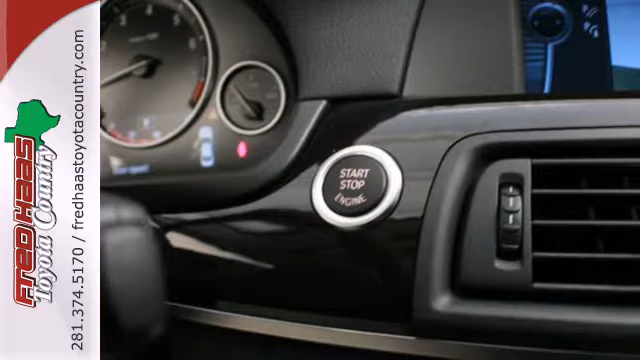 FRED HAAS
Toyota Country
281.374.5170 / fredhaastoyotacountry.com
START
STOP
ENGINE